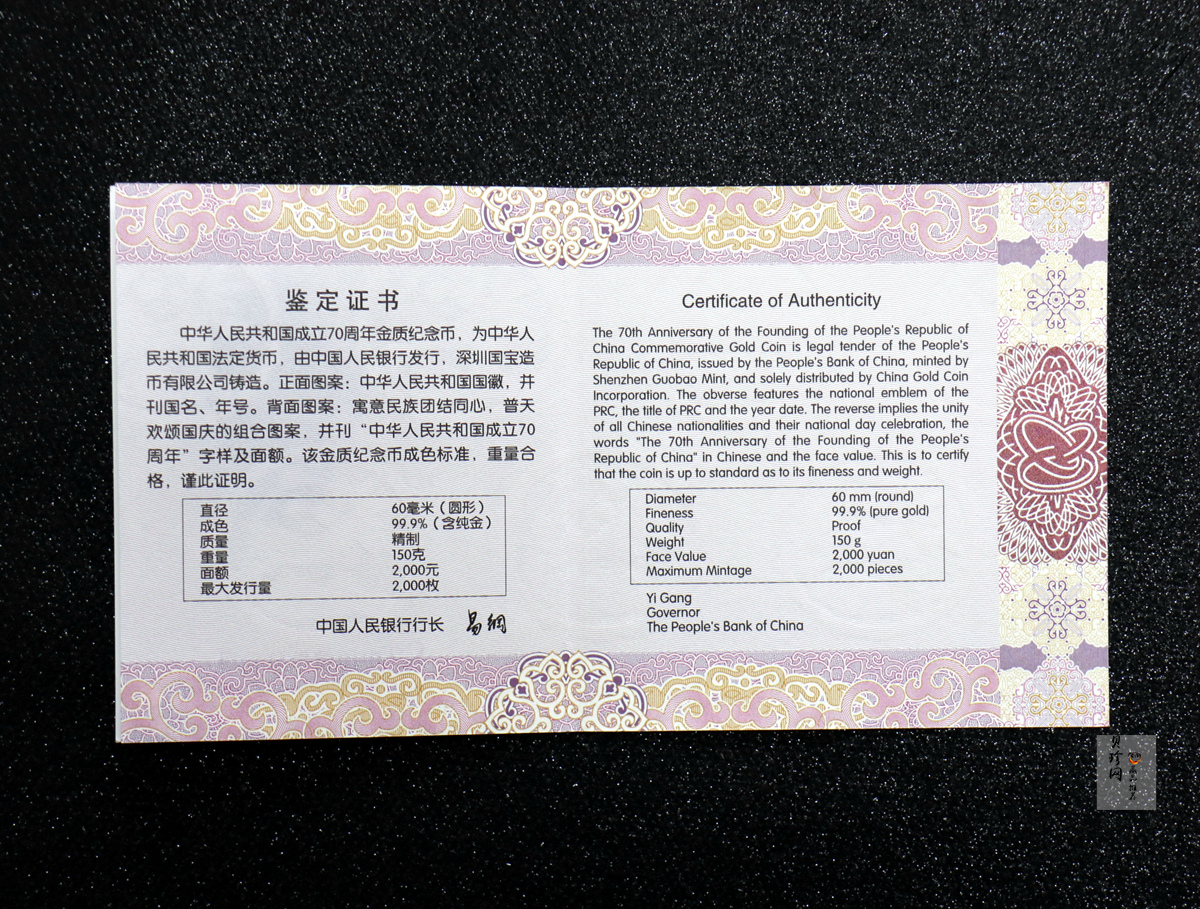 鉴定证书
中华人民共和国成立70周年金质纪念币，为中华人
民共和国法定货币，由中国人民银行发行，深圳国宝造
币有限公司铸造。正面图案：中华人民共和国国徽，并
刊国名、年号。背面图案：寓意民族团结同心，普天
欢颂国庆的组合图案，并刊“中华人民共和国成立70
周年”字样及面额。该金质纪念币成色标准，重量合
格，谨此证明。
直径 60毫米（圆形）
成色 99.9%（含纯金）
质量 精制
重量 150克
面额 2,000元
最大发行量 2,000枚
中国人民银行行长 易纲
Certificate of Authenticity
The 70th Anniversary of the Founding of the People's Republic of
China Commemorative Gold Coin is legal tender of the People's
Republic of China, issued by the People's Bank of China, minted by
Shenzhen Guobao Mint, and solely distributed by China Gold Coin
Incorporation. The obverse features the national emblem of the
PRC, the title of PRC and the year date. The reverse implies the unity
of all Chinese nationalities and their national day celebration, the
words "The 70th Anniversary of the Founding of the People's
Republic of China" in Chinese and the face value. This is to certify
that the coin is up to standard as to its fineness and weight.
Diameter 60 mm (round)
Fineness 99.9% (pure gold)
Quality Proof
Weight 150 g
Face Value 2,000 yuan
Maximum Mintage 2,000 pieces
Yi Gang
Governor
The People's Bank of China